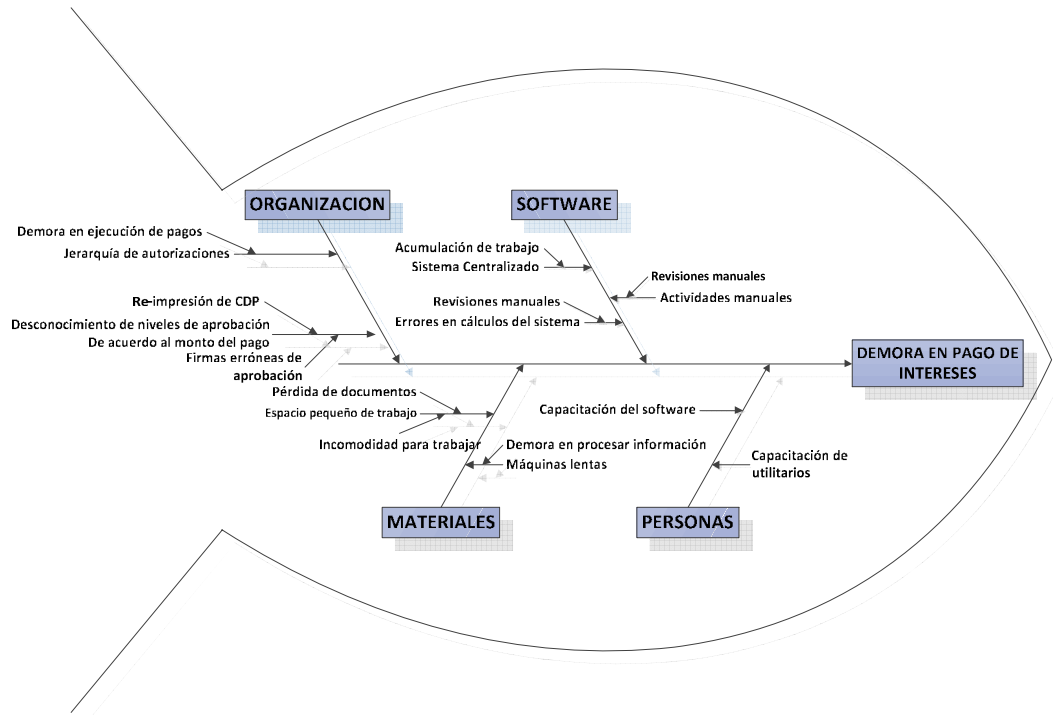 ORGANIZACION
SOFTWARE
Demora en ejecución de pagos
Jerarquía de autorizaciones
Acumulación de trabajo
Sistema Centralizado
Revisiones manuales
Actividades manuales
Re-impresión de CDP
Revisiones manuales
Desconocimiento de niveles de aprobación
De acuerdo al monto del pago
Errores en cálculos del sistema
Firmas erróneas de
aprobación
DEMORA EN PAGO DE
INTERESES
Pérdida de documentos
Espacio pequeño de trabajo
Capacitación del software
Incomodidad para trabajar
Demora en procesar información
Máquinas lentas
Capacitación de
utilitarios
MATERIALES
PERSONAS